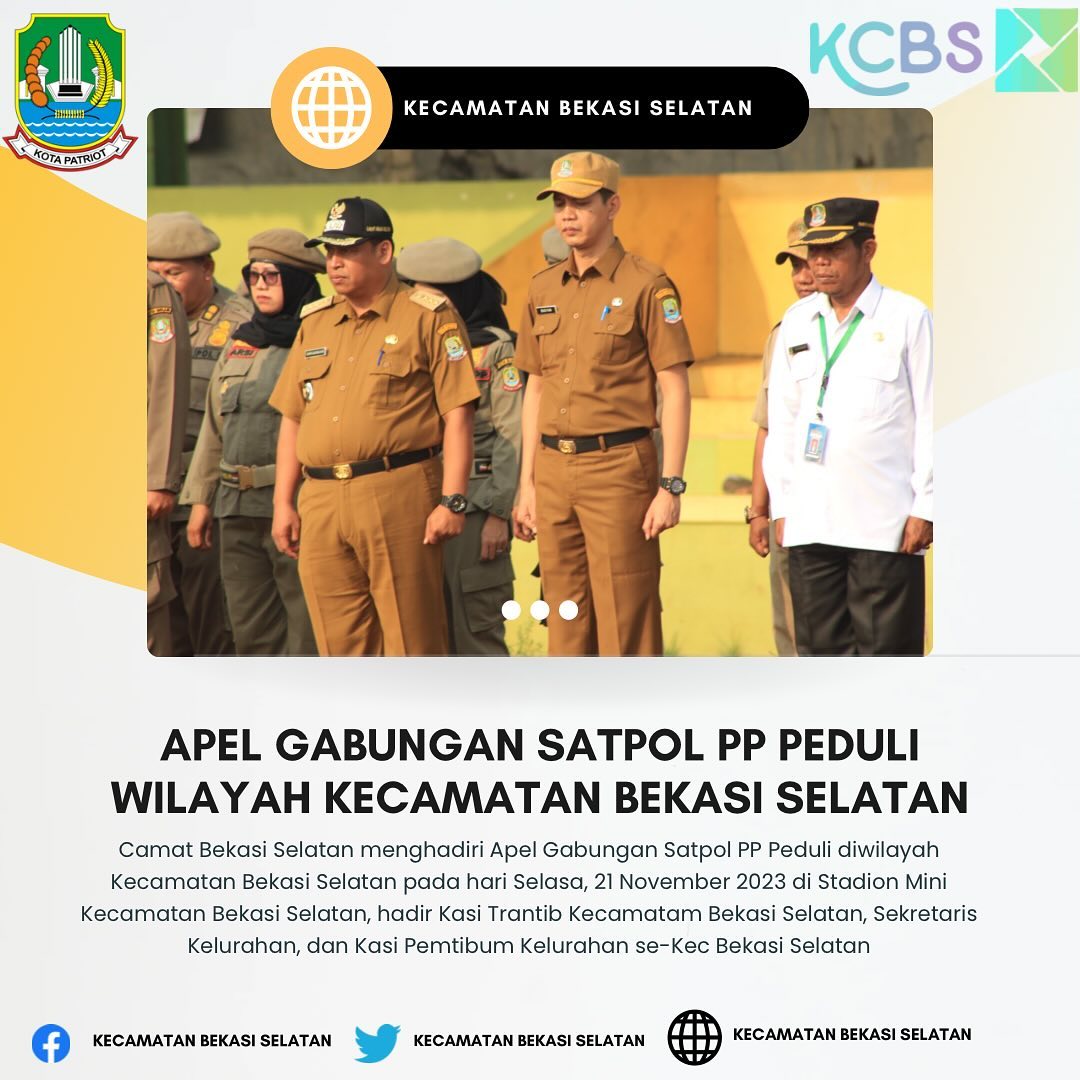 KOTA PATRIOT
KCBS
KECAMATAN BEKASI SELATAN
APEL GABUNGAN SATPOL PP PEDULI
WILAYAH KECAMATAN BEKASI SELATAN
Camat Bekasi Selatan menghadiri Apel Gabungan Satpol PP Peduli diwilayah
Kecamatan Bekasi Selatan pada hari Selasa, 21 November 2023 di Stadion Mini
Kecamatan Bekasi Selatan, hadir Kasi Trantib Kecamatam Bekasi Selatan, Sekretaris
Kelurahan, dan Kasi Pemtibum Kelurahan se-Kec Bekasi Selatan
KECAMATAN BEKASI SELATAN
KECAMATAN BEKASI SELATAN
KECAMATAN BEKASI SELATAN